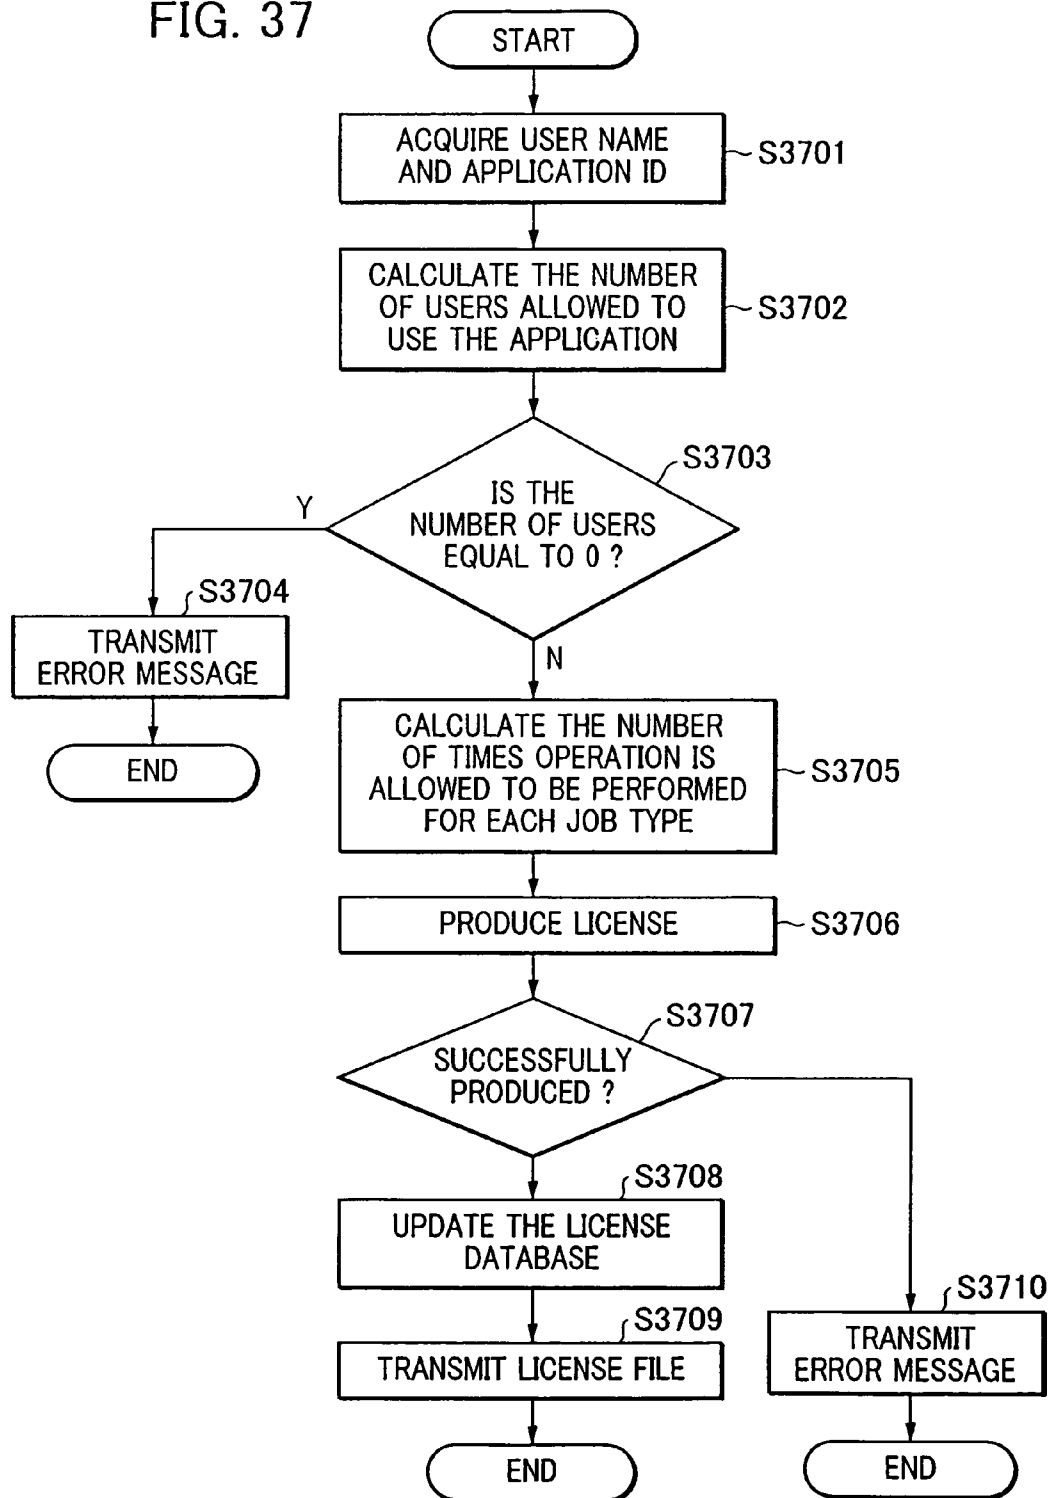 FIG. 37
START
ACQUIRE USER NAME
AND APPLICATION ID
S3701
CALCULATE THE NUMBER
OF USERS ALLOWED TO
USE THE APPLICATION
S3702
S3703
IS THE
NUMBER OF USERS
EQUAL TO 0 ?
Y
S3704
TRANSMIT
ERROR MESSAGE
END
N
CALCULATE THE NUMBER
OF TIMES OPERATION IS
ALLOWED TO BE PERFORMED
FOR EACH JOB TYPE
S3705
PRODUCE LICENSE
S3706
S3707
SUCCESSFULLY
PRODUCED ?
S3708
UPDATE THE LICENSE
DATABASE
S3709
TRANSMIT LICENSE FILE
END
S3710
TRANSMIT
ERROR MESSAGE
END